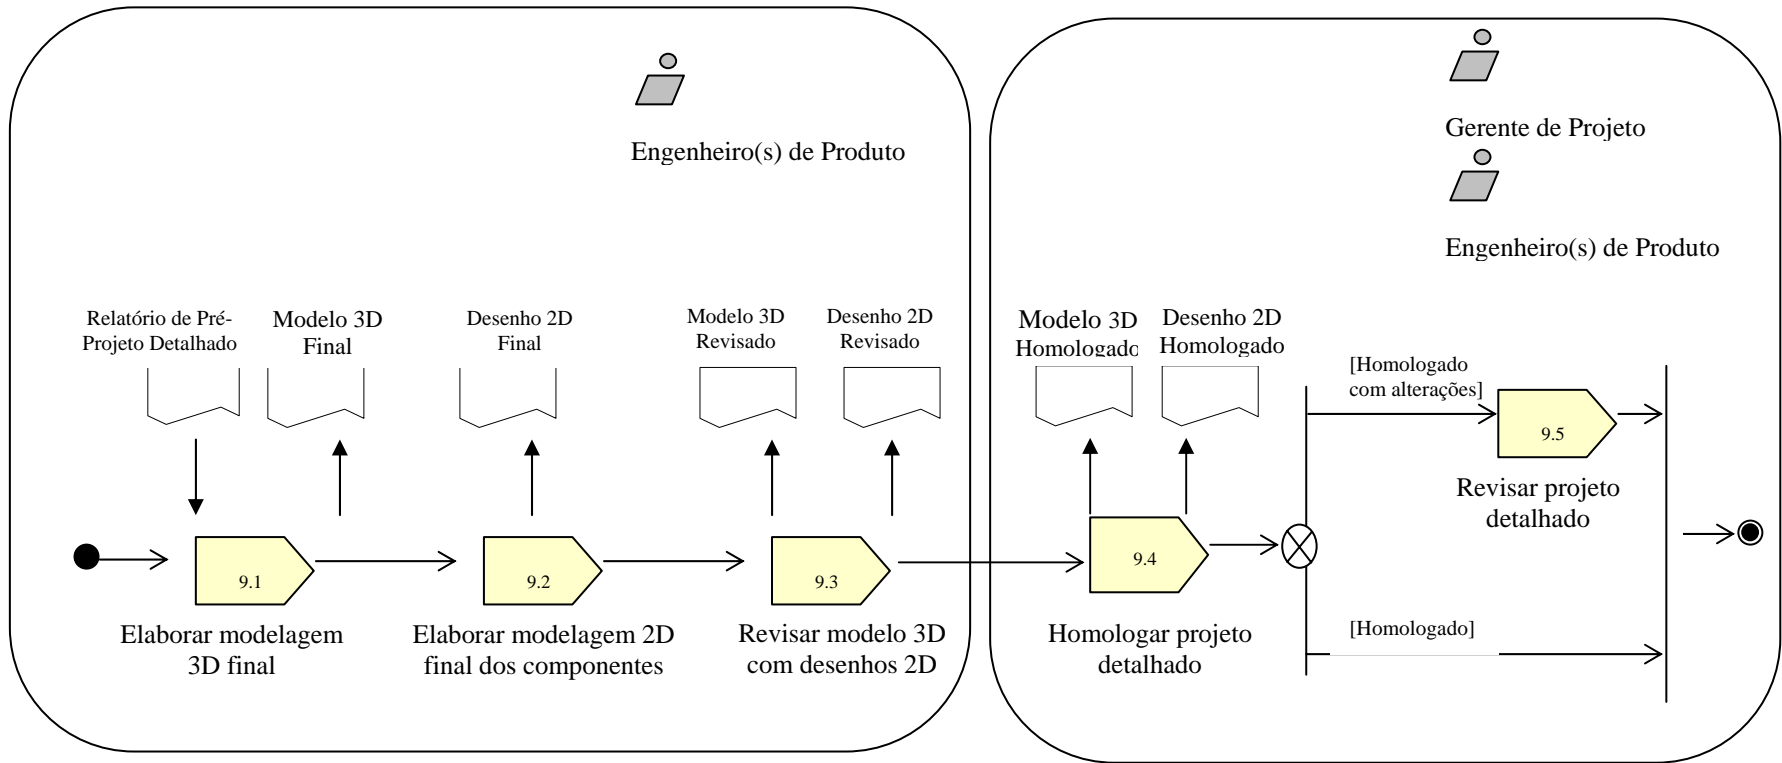 Engenheiro(s) de Produto
Relatório de Pré-
Projeto Detalhado
Modelo 3D
Final
Desenho 2D
Final
Modelo 3D
Revisado
Desenho 2D
Revisado
9.1
9.2
9.3
Elaborar modelagem
3D final
Elaborar modelagem 2D
final dos componentes
Revisar modelo 3D
com desenhos 2D
Gerente de Projeto
Engenheiro(s) de Produto
Modelo 3D
Homologado
Desenho 2D
Homologado
[Homologado
com alterações]
9.5
Revisar projeto
detalhado
9.4
Homologar projeto
detalhado
[Homologado]